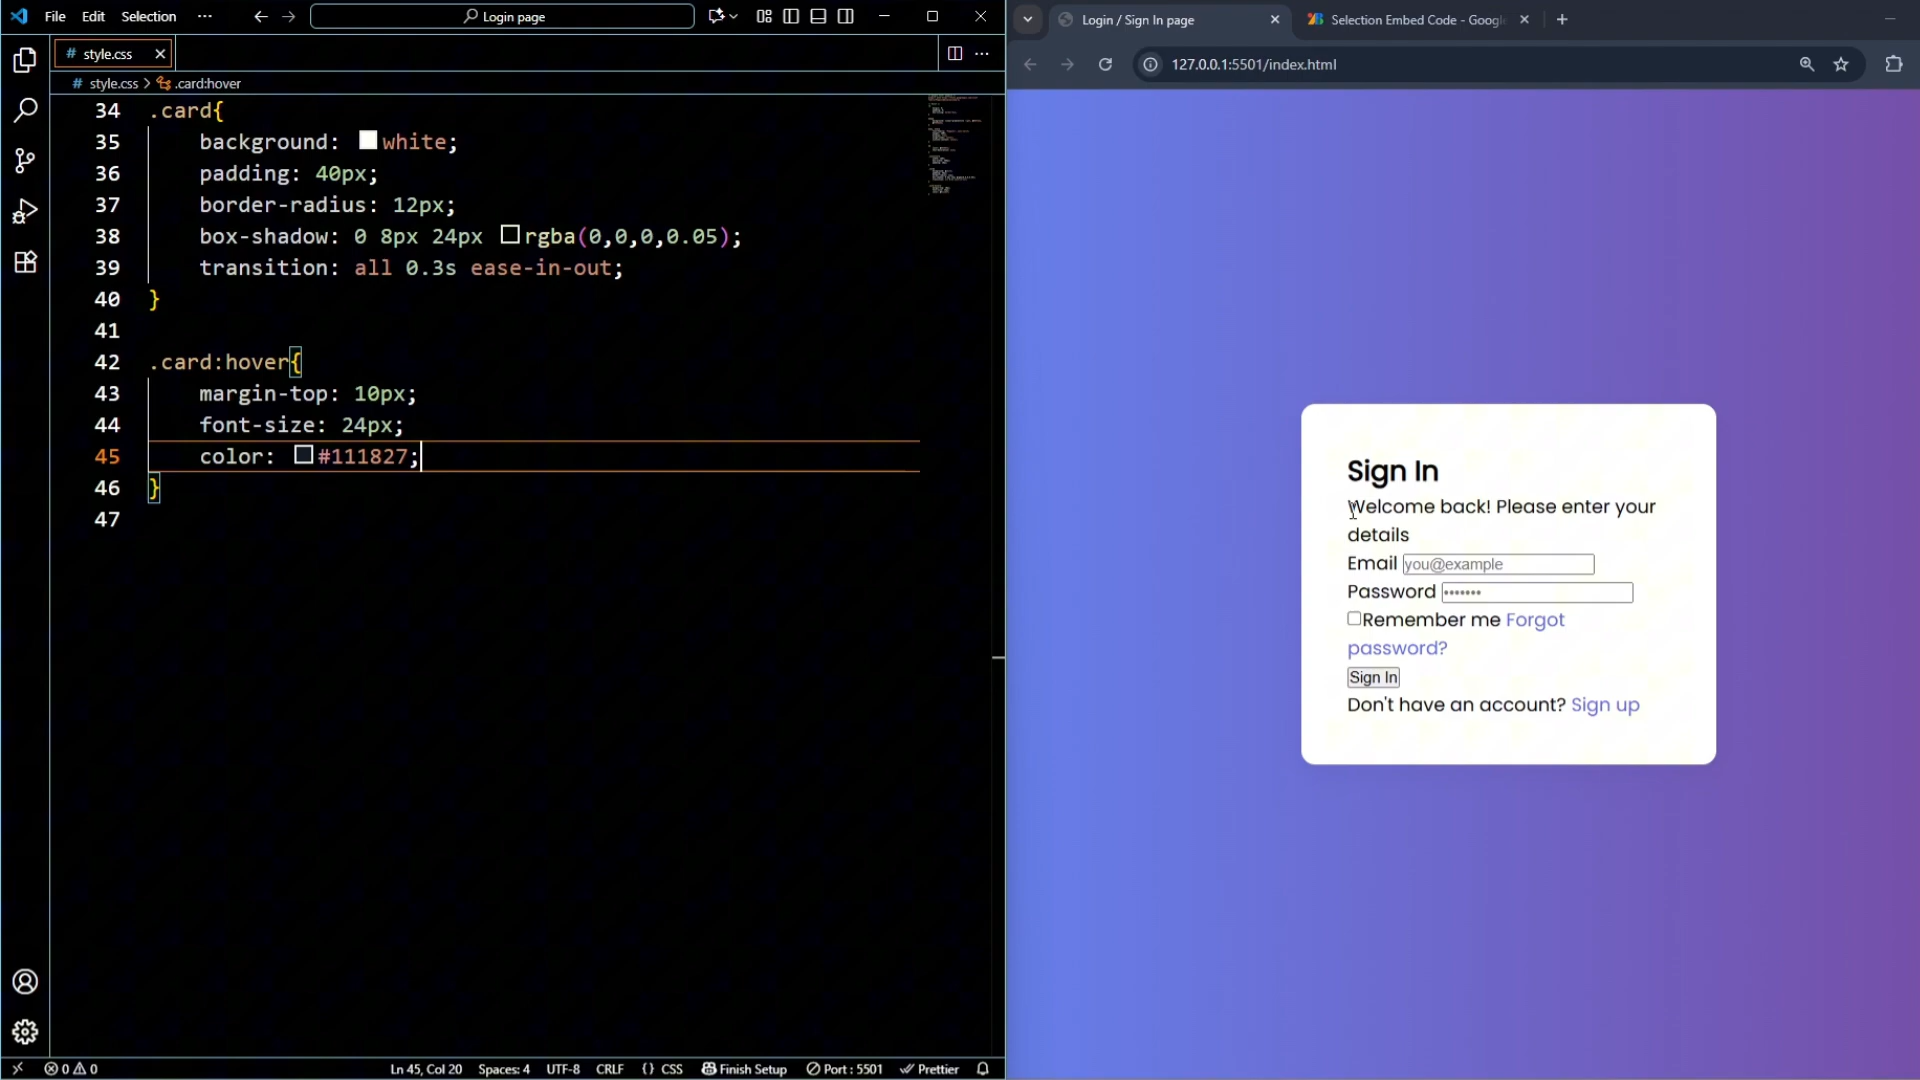 File Edit Selection ··· Login page
# style.css
# style.css > .card:hover
34 .card{
35 background: white;
36 padding: 40px;
37 border-radius: 12px;
38 box-shadow: 0 8px 24px rgba(0,0,0,0.05);
39 transition: all 0.3s ease-in-out;
40 }
41
42 .card:hover{
43 margin-top: 10px;
44 font-size: 24px;
45 color: #111827;
46 }
47
0 0 Ln 45, Col 20 Spaces: 4 UTF-8 CRLF {} CSS Finish Setup Port : 5501 Prettier
Login / Sign In page
Selection Embed Code - Google
127.0.0.1:5501/index.html
Sign In
Welcome back! Please enter your
details
Email you@example
Password •••••••
Remember me Forgot
password?
Sign In
Don't have an account? Sign up